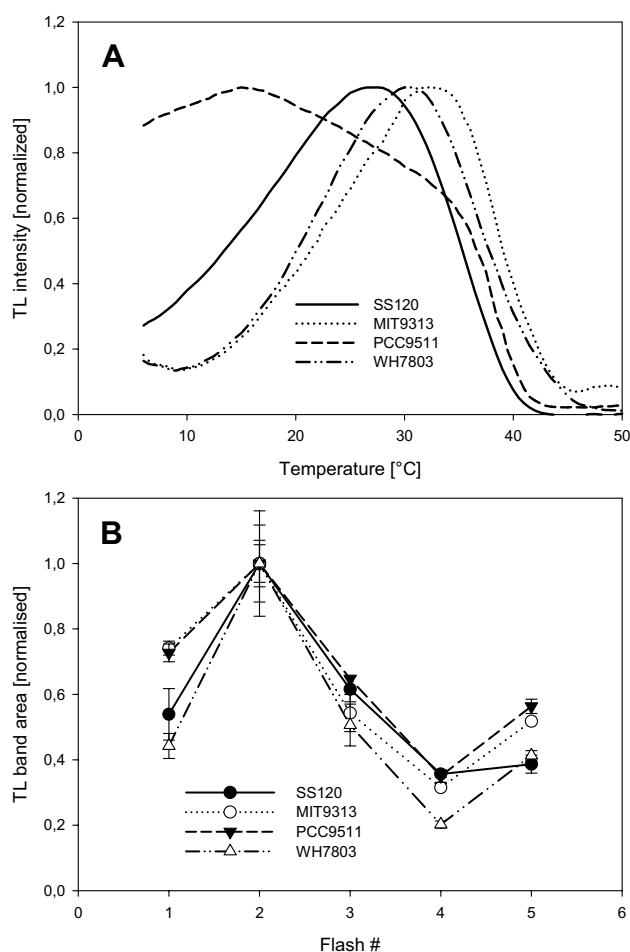 A
TL intensity [normalized]
1,2
1,0
0,8
0,6
0,4
0,2
0,0
SS120
MIT9313
PCC9511
WH7803
0 10 20 30 40 50
Temperature [°C]
B
TL band area [normalised]
1,2
1,0
0,8
0,6
0,4
0,2
0,0
SS120
MIT9313
PCC9511
WH7803
0 1 2 3 4 5 6
Flash #